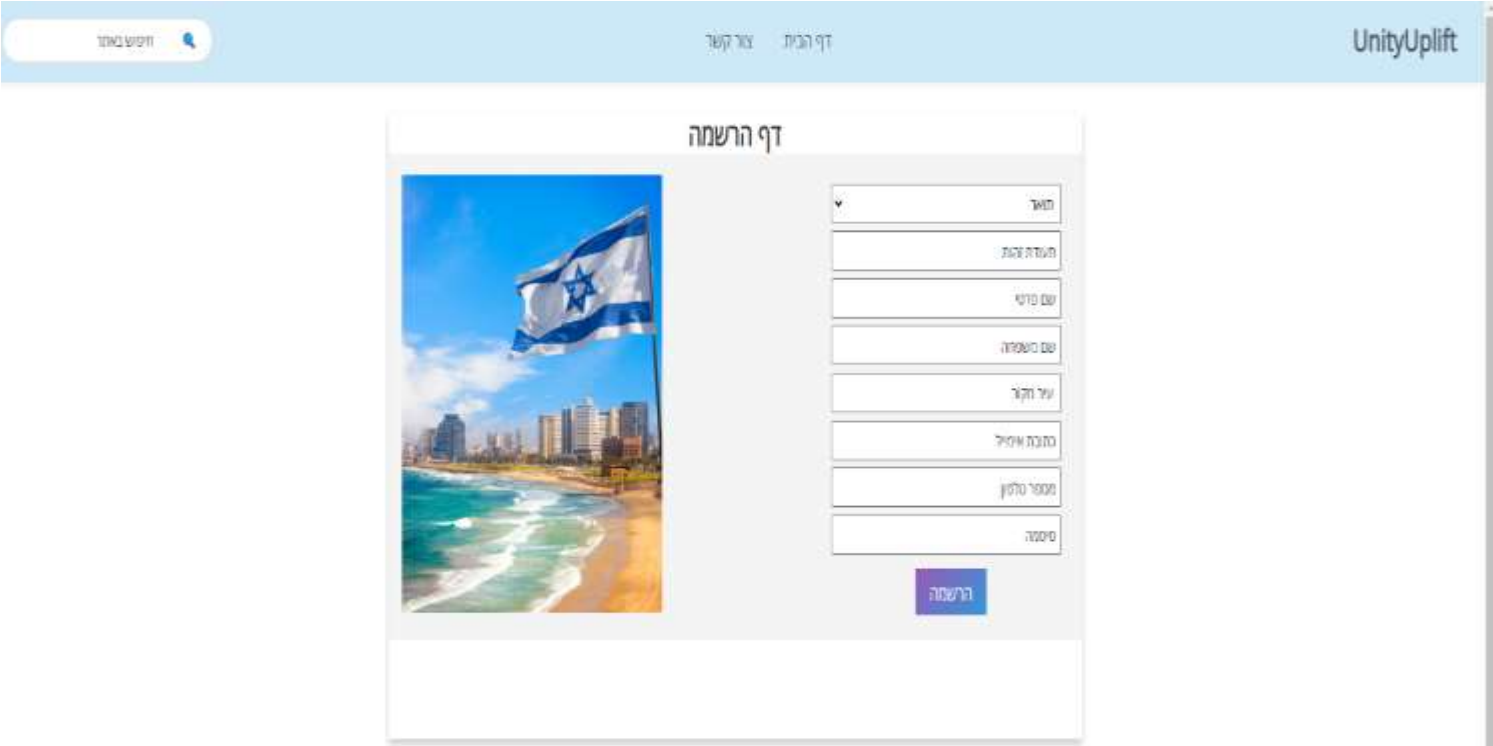 UnityUplift
דף הבית
צור קשר
חיפוש באתר
דף הרשמה
תואר
תעודת זהות
שם פרטי
שם משפחה
עיר מקור
כתובת אימייל
מספר טלפון
סיסמה
הרשמה